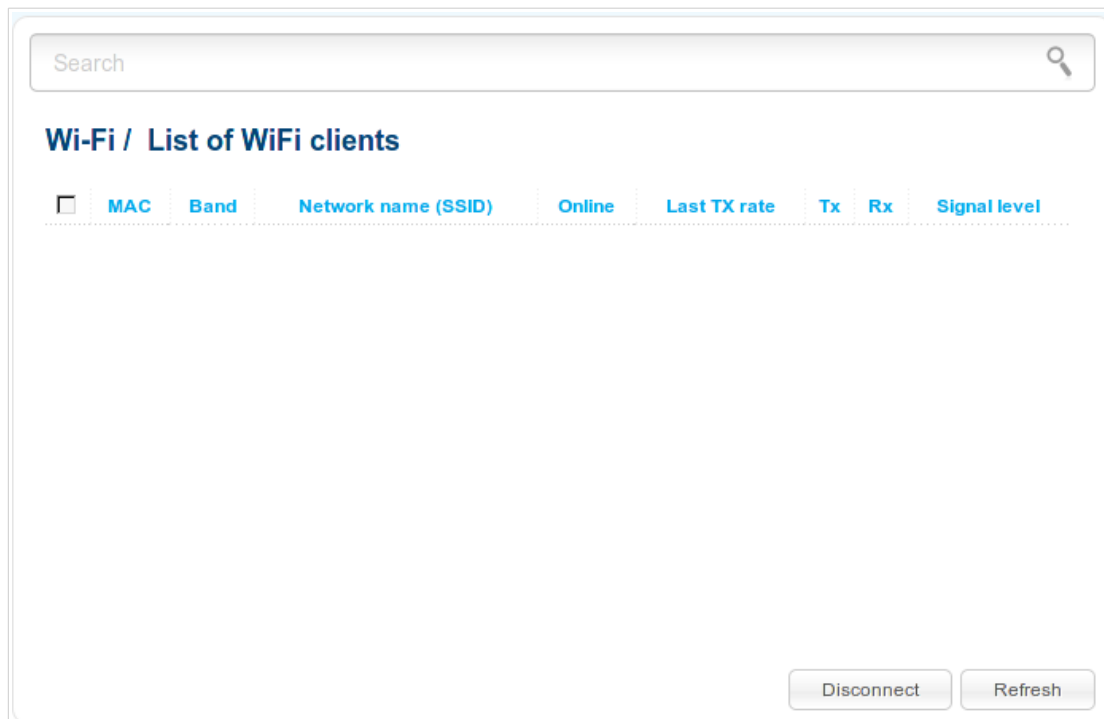 Search
Wi-Fi /  List of WiFi clients
MAC Band Network name (SSID) Online Last TX rate Tx Rx Signal level
Disconnect Refresh